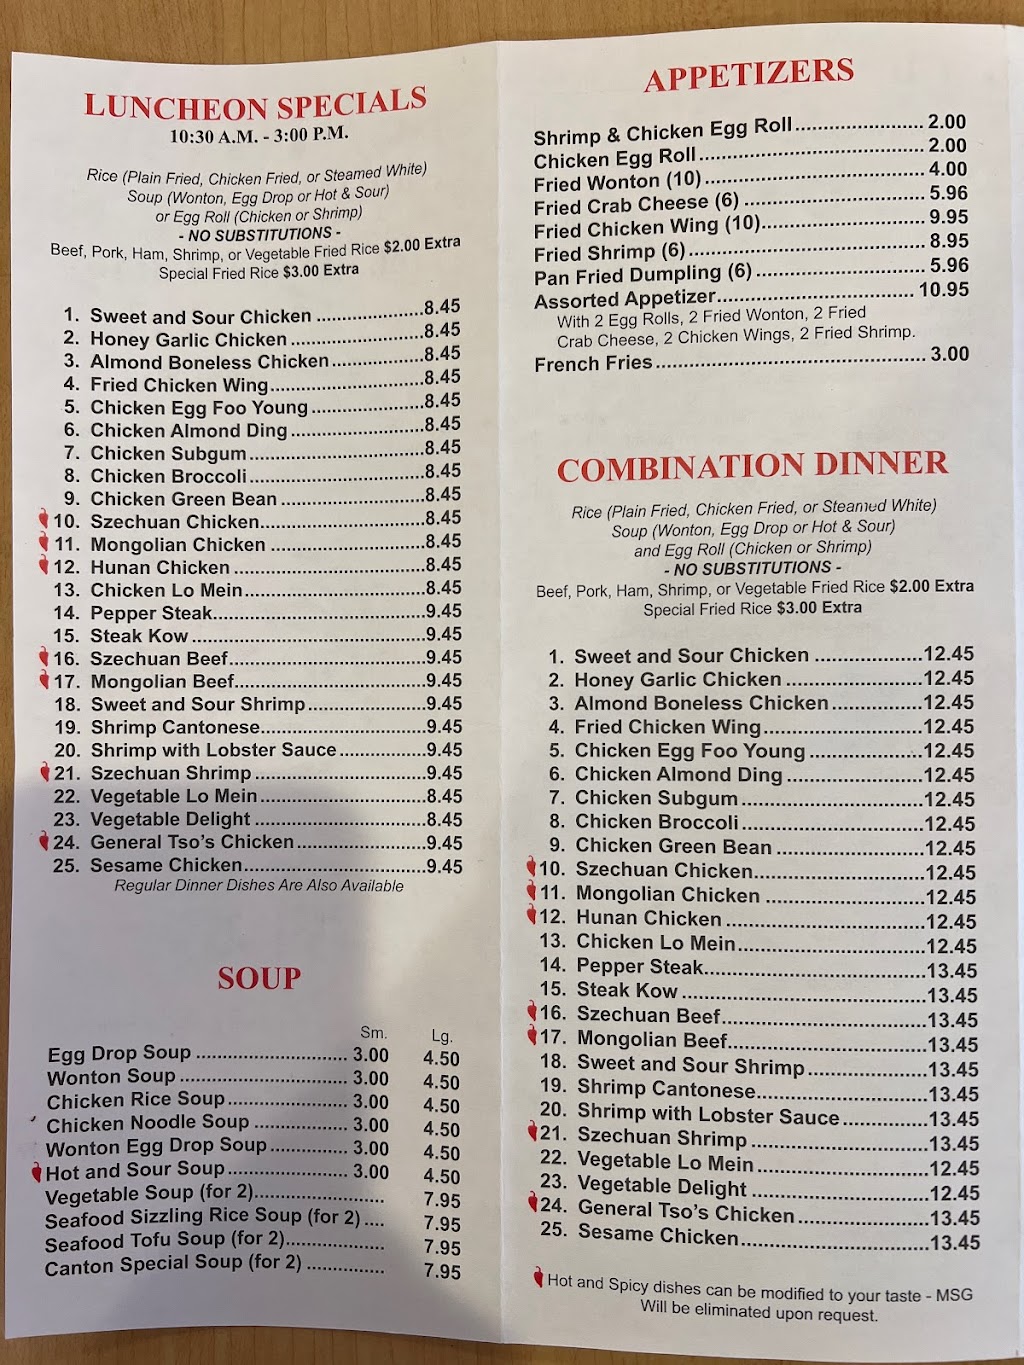 LUNCHEON SPECIALS
10:30 A.M. - 3:00 P.M.
Rice (Plain Fried, Chicken Fried, or Steamed White)
Soup (Wonton, Egg Drop or Hot & Sour)
or Egg Roll (Chicken or Shrimp)
- NO SUBSTITUTIONS -
Beef, Pork, Ham, Shrimp, or Vegetable Fried Rice $2.00 Extra
Special Fried Rice $3.00 Extra
1. Sweet and Sour Chicken ....................8.45
2. Honey Garlic Chicken .........................8.45
3. Almond Boneless Chicken.................8.45
4. Fried Chicken Wing............................8.45
5. Chicken Egg Foo Young .....................8.45
6. Chicken Almond Ding .........................8.45
7. Chicken Subgum................................8.45
8. Chicken Broccoli................................8.45
9. Chicken Green Bean ..........................8.45
10. Szechuan Chicken..............................8.45
11. Mongolian Chicken ............................8.45
12. Hunan Chicken ...................................8.45
13. Chicken Lo Mein.................................8.45
14. Pepper Steak.......................................9.45
15. Steak Kow ...........................................9.45
16. Szechuan Beef....................................9.45
17. Mongolian Beef...................................9.45
18. Sweet and Sour Shrimp......................9.45
19. Shrimp Cantonese...............................9.45
20. Shrimp with Lobster Sauce................9.45
21. Szechuan Shrimp ................................9.45
22. Vegetable Lo Mein...............................8.45
23. Vegetable Delight ................................8.45
24. General Tso's Chicken........................9.45
25. Sesame Chicken..................................9.45
Regular Dinner Dishes Are Also Available
SOUP
Sm. Lg.
Egg Drop Soup ............................ 3.00 4.50
Wonton Soup ............................... 3.00 4.50
Chicken Rice Soup...................... 3.00 4.50
Chicken Noodle Soup .................. 3.00 4.50
Wonton Egg Drop Soup.............. 3.00 4.50
Hot and Sour Soup...................... 3.00 4.50
Vegetable Soup (for 2)........................ 7.95
Seafood Sizzling Rice Soup (for 2).... 7.95
Seafood Tofu Soup (for 2).................. 7.95
Canton Special Soup (for 2) .............. 7.95
APPETIZERS
Shrimp & Chicken Egg Roll....................... 2.00
Chicken Egg Roll......................................... 2.00
Fried Wonton (10)........................................ 4.00
Fried Crab Cheese (6) ................................. 5.96
Fried Chicken Wing (10).............................. 9.95
Fried Shrimp (6)........................................... 8.95
Pan Fried Dumpling (6) ............................... 5.96
Assorted Appetizer.................................... 10.95
With 2 Egg Rolls, 2 Fried Wonton, 2 Fried
Crab Cheese, 2 Chicken Wings, 2 Fried Shrimp.
French Fries ................................................. 3.00
COMBINATION DINNER
Rice (Plain Fried, Chicken Fried, or Steamed White)
Soup (Wonton, Egg Drop or Hot & Sour)
and Egg Roll (Chicken or Shrimp)
- NO SUBSTITUTIONS -
Beef, Pork, Ham, Shrimp, or Vegetable Fried Rice $2.00 Extra
Special Fried Rice $3.00 Extra
1. Sweet and Sour Chicken ...................12.45
2. Honey Garlic Chicken ........................12.45
3. Almond Boneless Chicken................12.45
4. Fried Chicken Wing............................12.45
5. Chicken Egg Foo Young ....................12.45
6. Chicken Almond Ding ........................12.45
7. Chicken Subgum................................12.45
8. Chicken Broccoli................................12.45
9. Chicken Green Bean ..........................12.45
10. Szechuan Chicken..............................12.45
11. Mongolian Chicken ............................12.45
12. Hunan Chicken ...................................12.45
13. Chicken Lo Mein.................................12.45
14. Pepper Steak.......................................13.45
15. Steak Kow ...........................................13.45
16. Szechuan Beef....................................13.45
17. Mongolian Beef...................................13.45
18. Sweet and Sour Shrimp.....................13.45
19. Shrimp Cantonese..............................13.45
20. Shrimp with Lobster Sauce...............13.45
21. Szechuan Shrimp ...............................13.45
22. Vegetable Lo Mein..............................12.45
23. Vegetable Delight ...............................12.45
24. General Tso's Chicken.......................13.45
25. Sesame Chicken.................................13.45
Hot and Spicy dishes can be modified to your taste - MSG
Will be eliminated upon request.